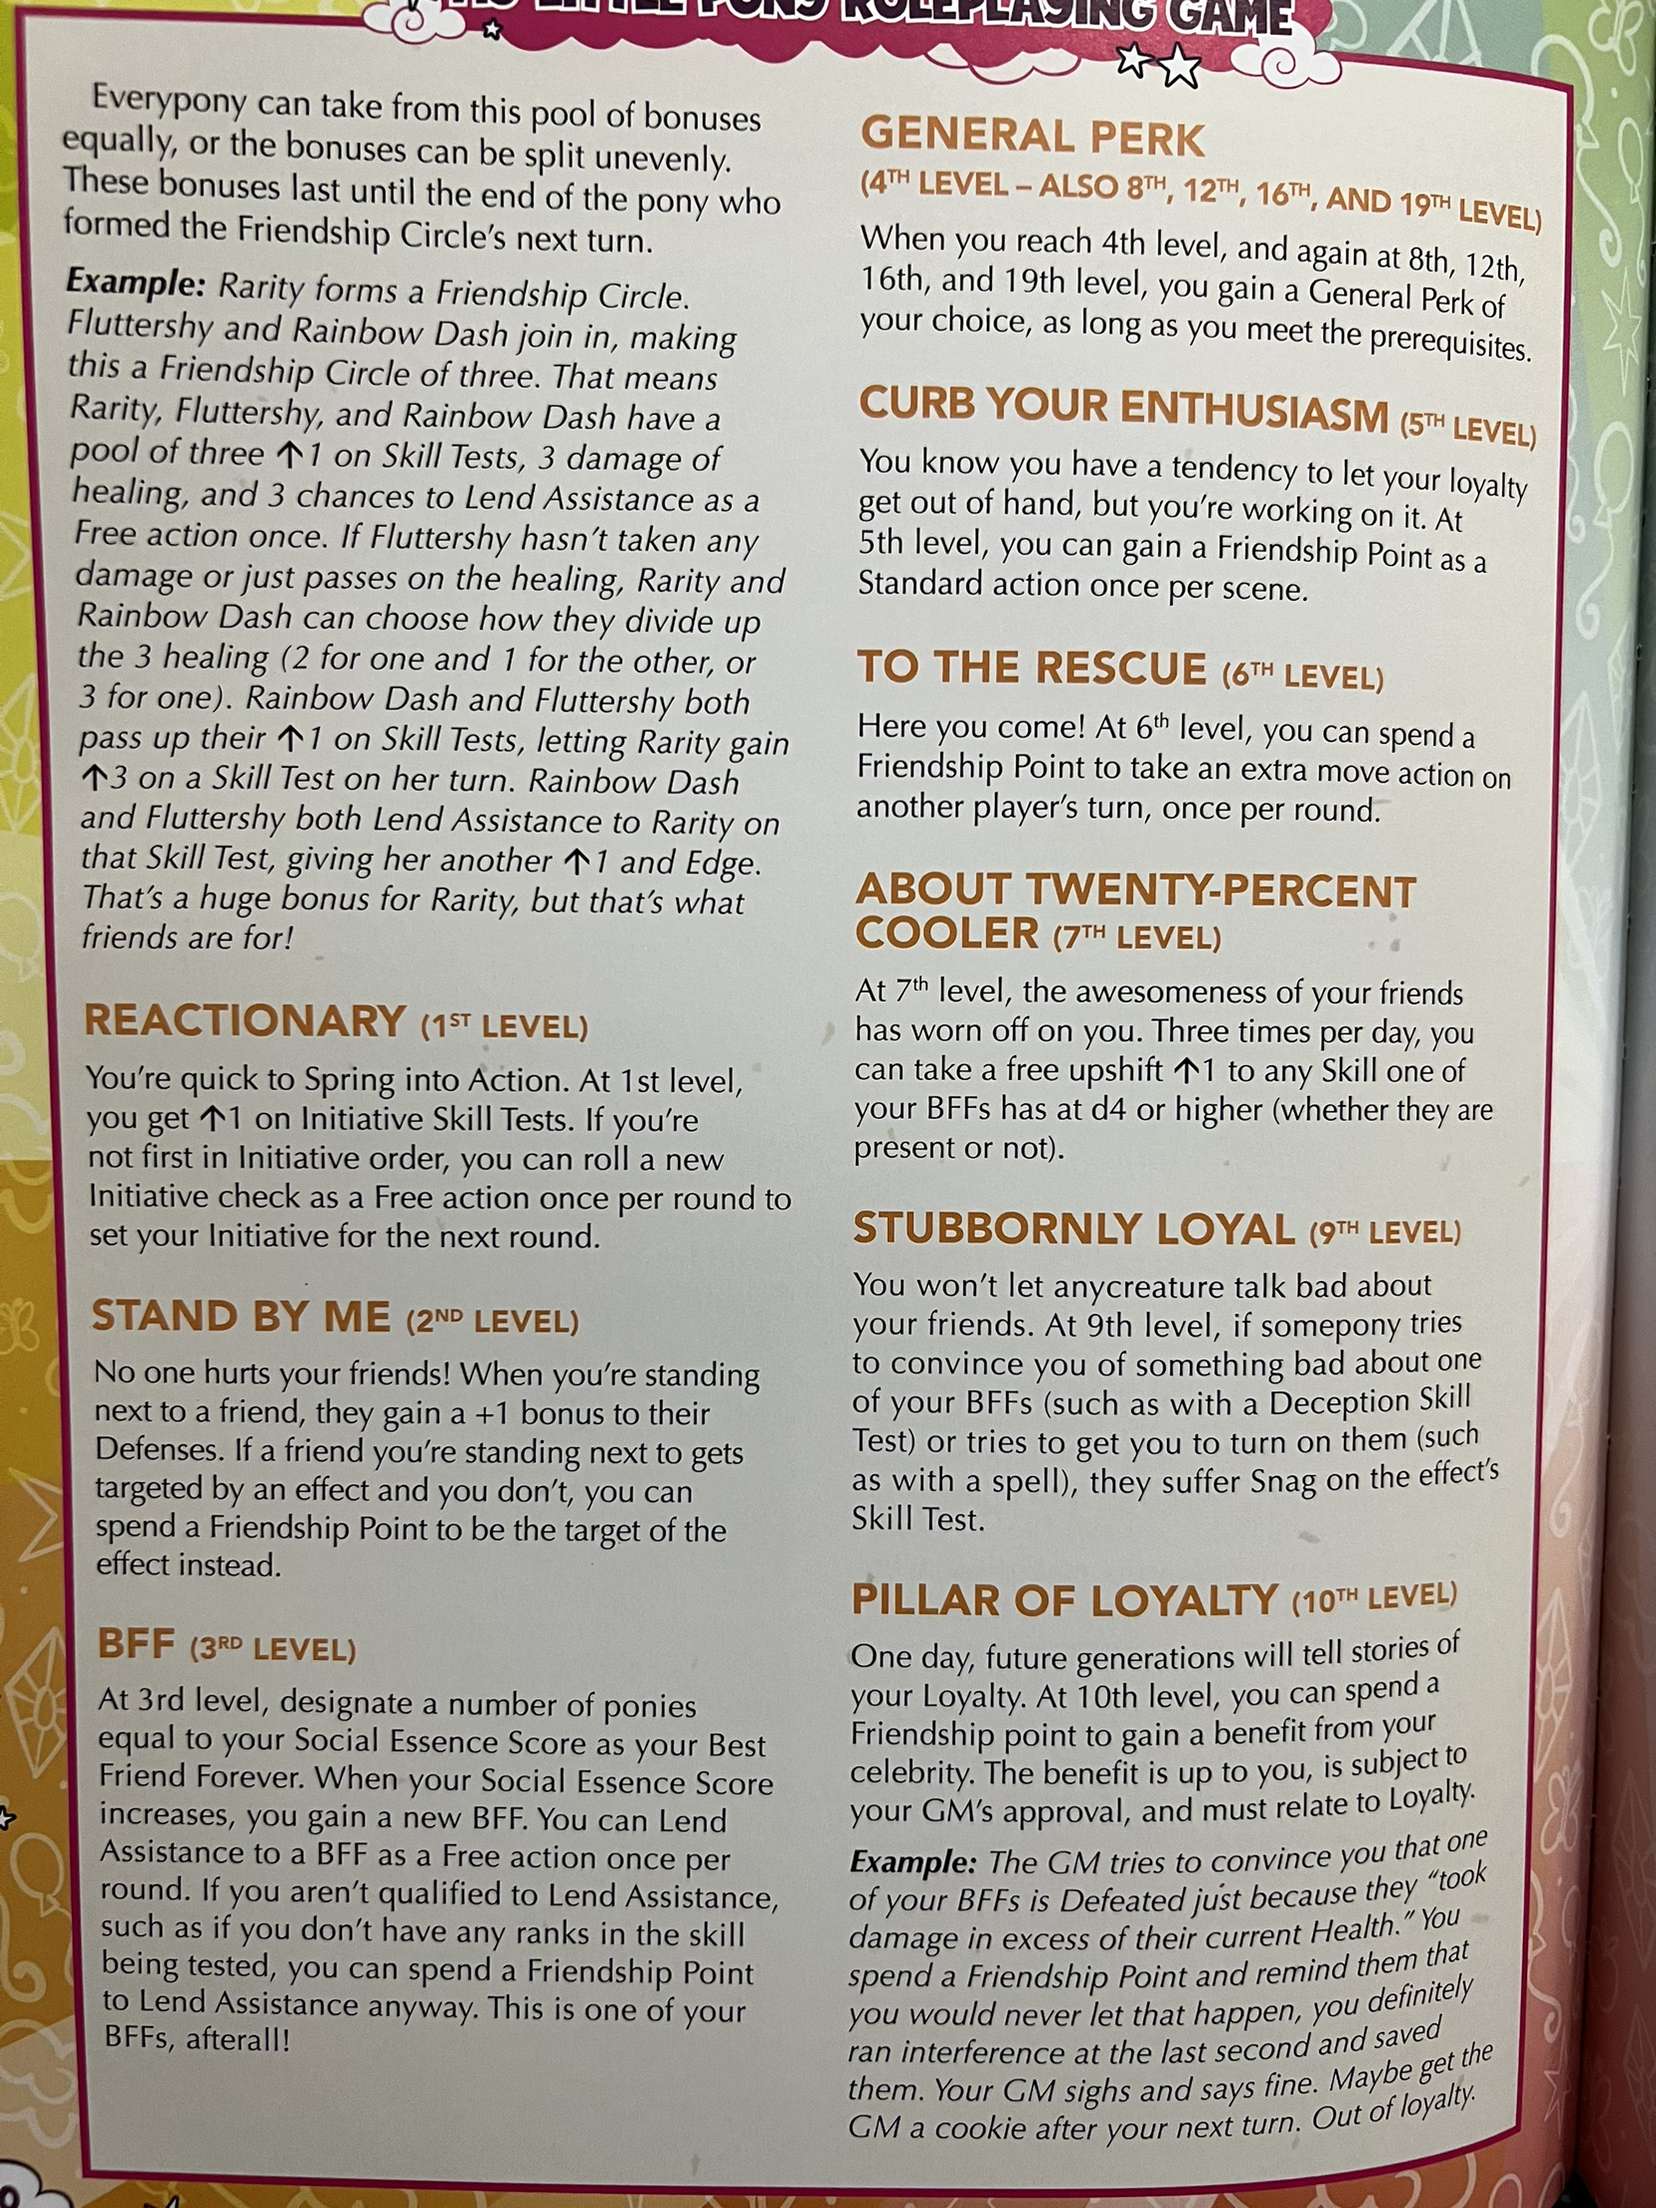 LITTLE PONY ROLEPLAYING GAME
Everypony can take from this pool of bonuses
equally, or the bonuses can be split unevenly.
These bonuses last until the end of the pony who
formed the Friendship Circle's next turn.
Example: Rarity forms a Friendship Circle.
Fluttershy and Rainbow Dash join in, making
this a Friendship Circle of three. That means
Rarity, Fluttershy, and Rainbow Dash have a
pool of three ↑1 on Skill Tests, 3 damage of
healing, and 3 chances to Lend Assistance as a
Free action once. If Fluttershy hasn't taken any
damage or just passes on the healing, Rarity and
Rainbow Dash can choose how they divide up
the 3 healing (2 for one and 1 for the other, or
3 for one). Rainbow Dash and Fluttershy both
pass up their ↑1 on Skill Tests, letting Rarity gain
↑3 on a Skill Test on her turn. Rainbow Dash
and Fluttershy both Lend Assistance to Rarity on
that Skill Test, giving her another ↑1 and Edge.
That's a huge bonus for Rarity, but that's what
friends are for!
REACTIONARY (1ST LEVEL)
You're quick to Spring into Action. At 1st level,
you get ↑1 on Initiative Skill Tests. If you're
not first in Initiative order, you can roll a new
Initiative check as a Free action once per round to
set your Initiative for the next round.
STAND BY ME (2ND LEVEL)
No one hurts your friends! When you're standing
next to a friend, they gain a +1 bonus to their
Defenses. If a friend you're standing next to gets
targeted by an effect and you don't, you can
spend a Friendship Point to be the target of the
effect instead.
BFF (3RD LEVEL)
At 3rd level, designate a number of ponies
equal to your Social Essence Score as your Best
Friend Forever. When your Social Essence Score
increases, you gain a new BFF. You can Lend
Assistance to a BFF as a Free action once per
round. If you aren't qualified to Lend Assistance,
such as if you don't have any ranks in the skill
being tested, you can spend a Friendship Point
to Lend Assistance anyway. This is one of your
BFFs, afterall!
GENERAL PERK
(4TH LEVEL – ALSO 8TH, 12TH, 16TH, AND 19TH LEVEL)
When you reach 4th level, and again at 8th, 12th,
16th, and 19th level, you gain a General Perk of
your choice, as long as you meet the prerequisites.
CURB YOUR ENTHUSIASM (5TH LEVEL)
You know you have a tendency to let your loyalty
get out of hand, but you're working on it. At
5th level, you can gain a Friendship Point as a
Standard action once per scene.
TO THE RESCUE (6TH LEVEL)
Here you come! At 6th level, you can spend a
Friendship Point to take an extra move action on
another player's turn, once per round.
ABOUT TWENTY-PERCENT
COOLER (7TH LEVEL)
At 7th level, the awesomeness of your friends
has worn off on you. Three times per day, you
can take a free upshift ↑1 to any Skill one of
your BFFs has at d4 or higher (whether they are
present or not).
STUBBORNLY LOYAL (9TH LEVEL)
You won't let anycreature talk bad about
your friends. At 9th level, if somepony tries
to convince you of something bad about one
of your BFFs (such as with a Deception Skill
Test) or tries to get you to turn on them (such
as with a spell), they suffer Snag on the effect's
Skill Test.
PILLAR OF LOYALTY (10TH LEVEL)
One day, future generations will tell stories of
your Loyalty. At 10th level, you can spend a
Friendship point to gain a benefit from your
celebrity. The benefit is up to you, is subject to
your GM's approval, and must relate to Loyalty.
Example: The GM tries to convince you that one
of your BFFs is Defeated just because they "took
damage in excess of their current Health." You
spend a Friendship Point and remind them that
you would never let that happen, you definitely
ran interference at the last second and saved
them. Your GM sighs and says fine. Maybe get the
GM a cookie after your next turn. Out of loyalty.